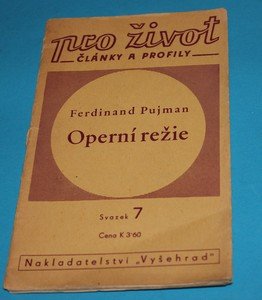 pro život
ČLÁNKY A PROFILY
Ferdinand Pujman
Operní režie
Svazek 7
Cena K 3·60
Nakladatelství „Vyšehrad"